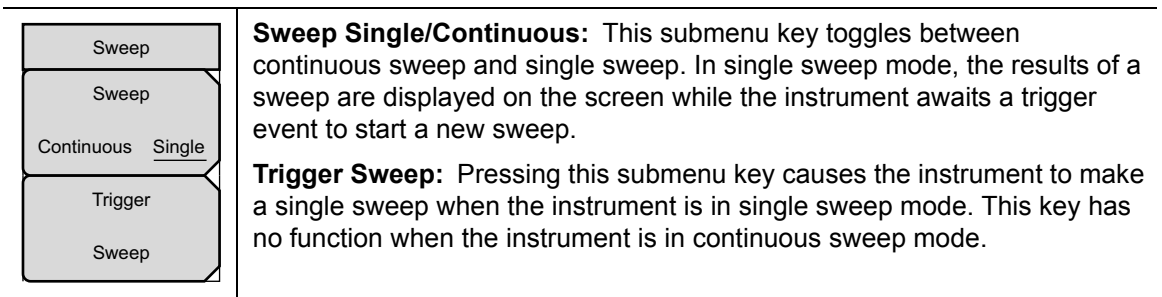 Sweep
Sweep
Continuous Single
Trigger
Sweep
Sweep Single/Continuous: This submenu key toggles between
continuous sweep and single sweep. In single sweep mode, the results of a
sweep are displayed on the screen while the instrument awaits a trigger
event to start a new sweep.
Trigger Sweep: Pressing this submenu key causes the instrument to make
a single sweep when the instrument is in single sweep mode. This key has
no function when the instrument is in continuous sweep mode.